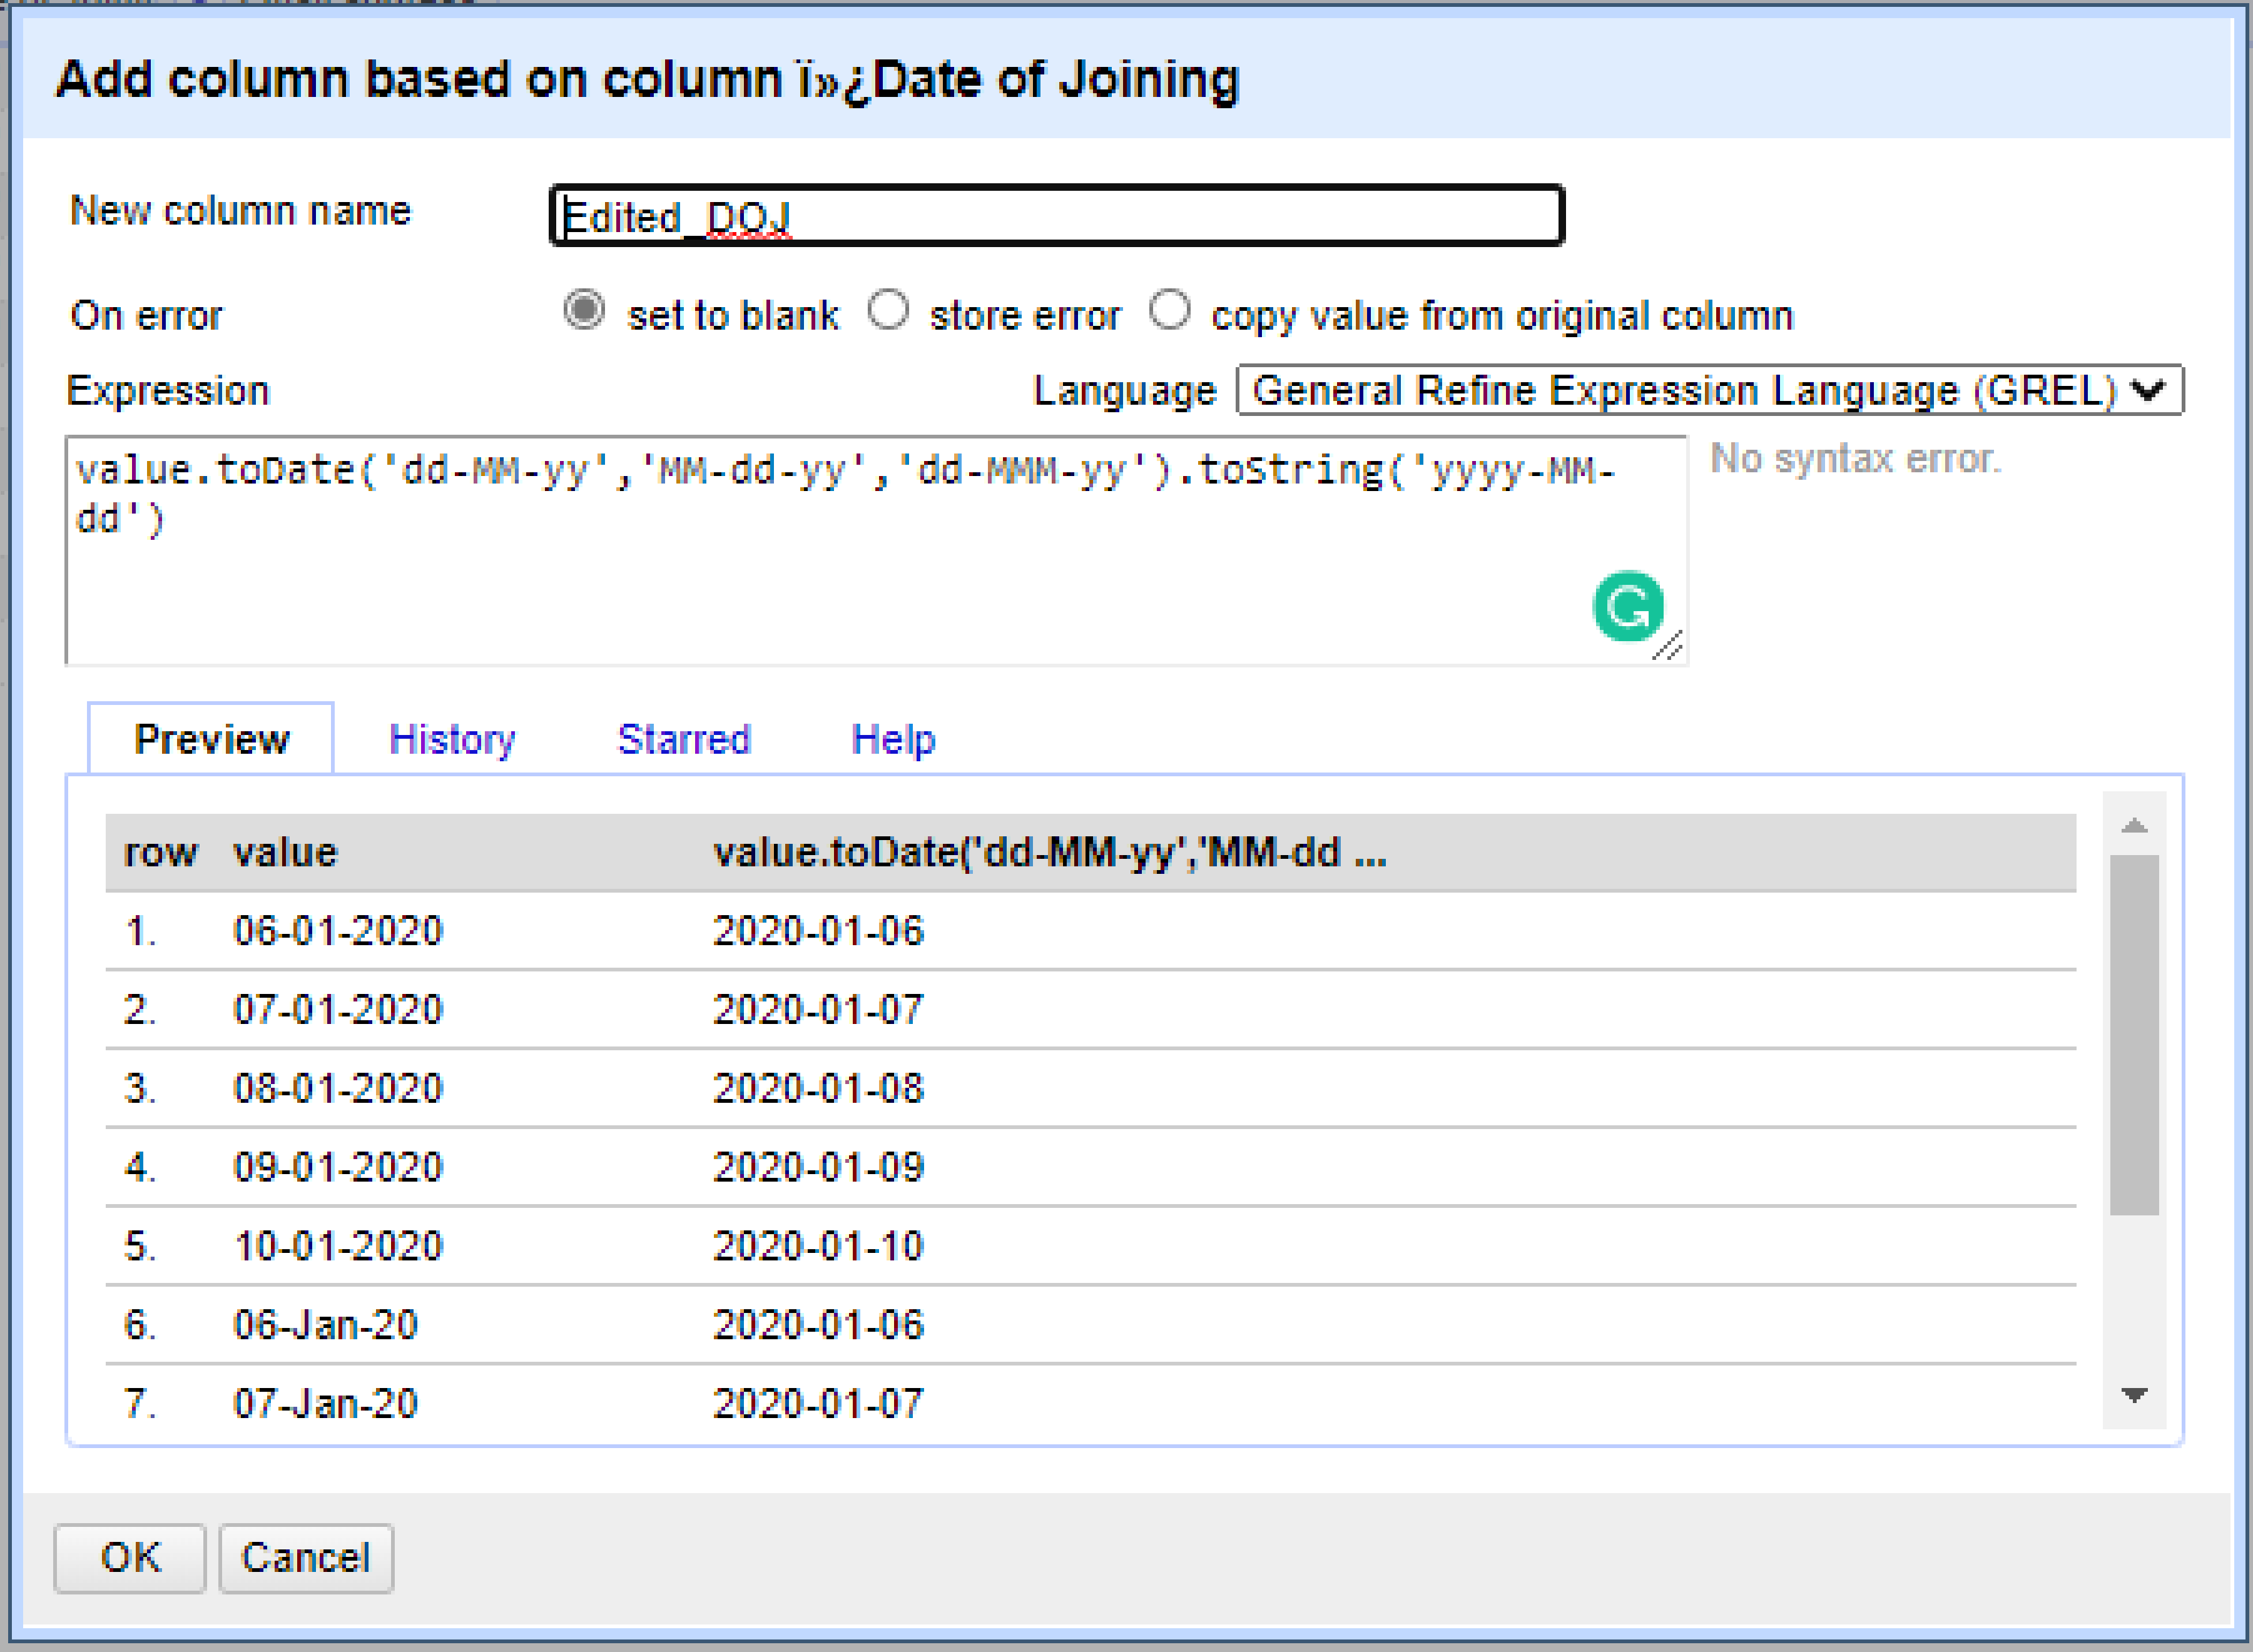 Add column based on column ï»¿Date of Joining
New column name Edited_DOJ
On error set to blank store error copy value from original column
Expression Language General Refine Expression Language (GREL)
value.toDate('dd-MM-yy','MM-dd-yy','dd-MMM-yy').toString('yyyy-MM-
dd')
No syntax error.
Preview History Starred Help
row value value.toDate('dd-MM-yy','MM-dd ...
1. 06-01-2020 2020-01-06
2. 07-01-2020 2020-01-07
3. 08-01-2020 2020-01-08
4. 09-01-2020 2020-01-09
5. 10-01-2020 2020-01-10
6. 06-Jan-20 2020-01-06
7. 07-Jan-20 2020-01-07
OK Cancel